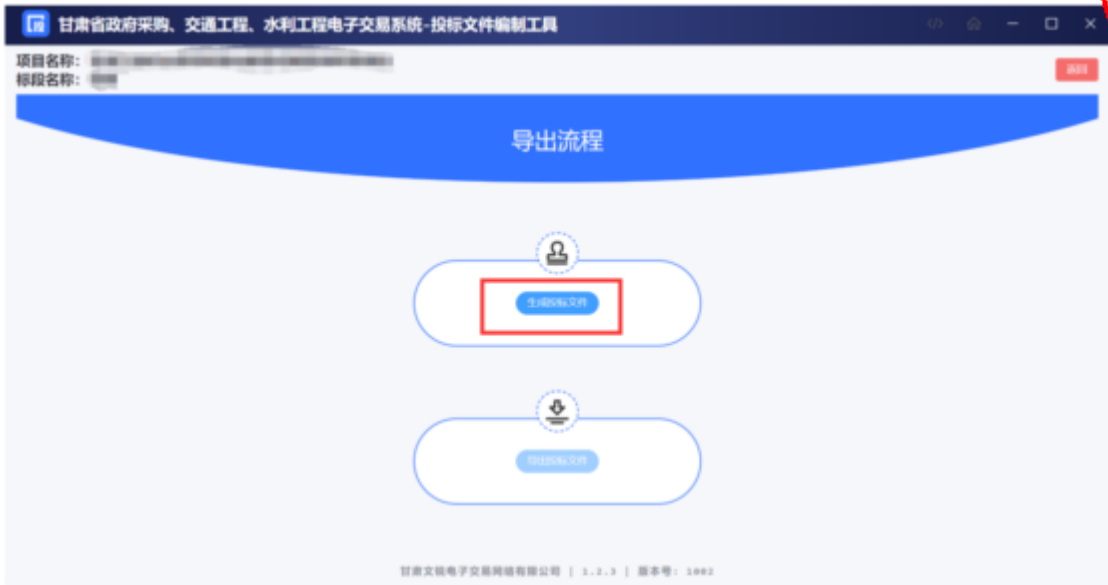 投 甘肃省政府采购、交通工程、水利工程电子交易系统-投标文件编制工具
项目名称：
标段名称：
返回
导出流程
生成投标文件
导出投标文件
甘肃文锐电子交易网络有限公司 | 1.2.3 | 版本号: 1002